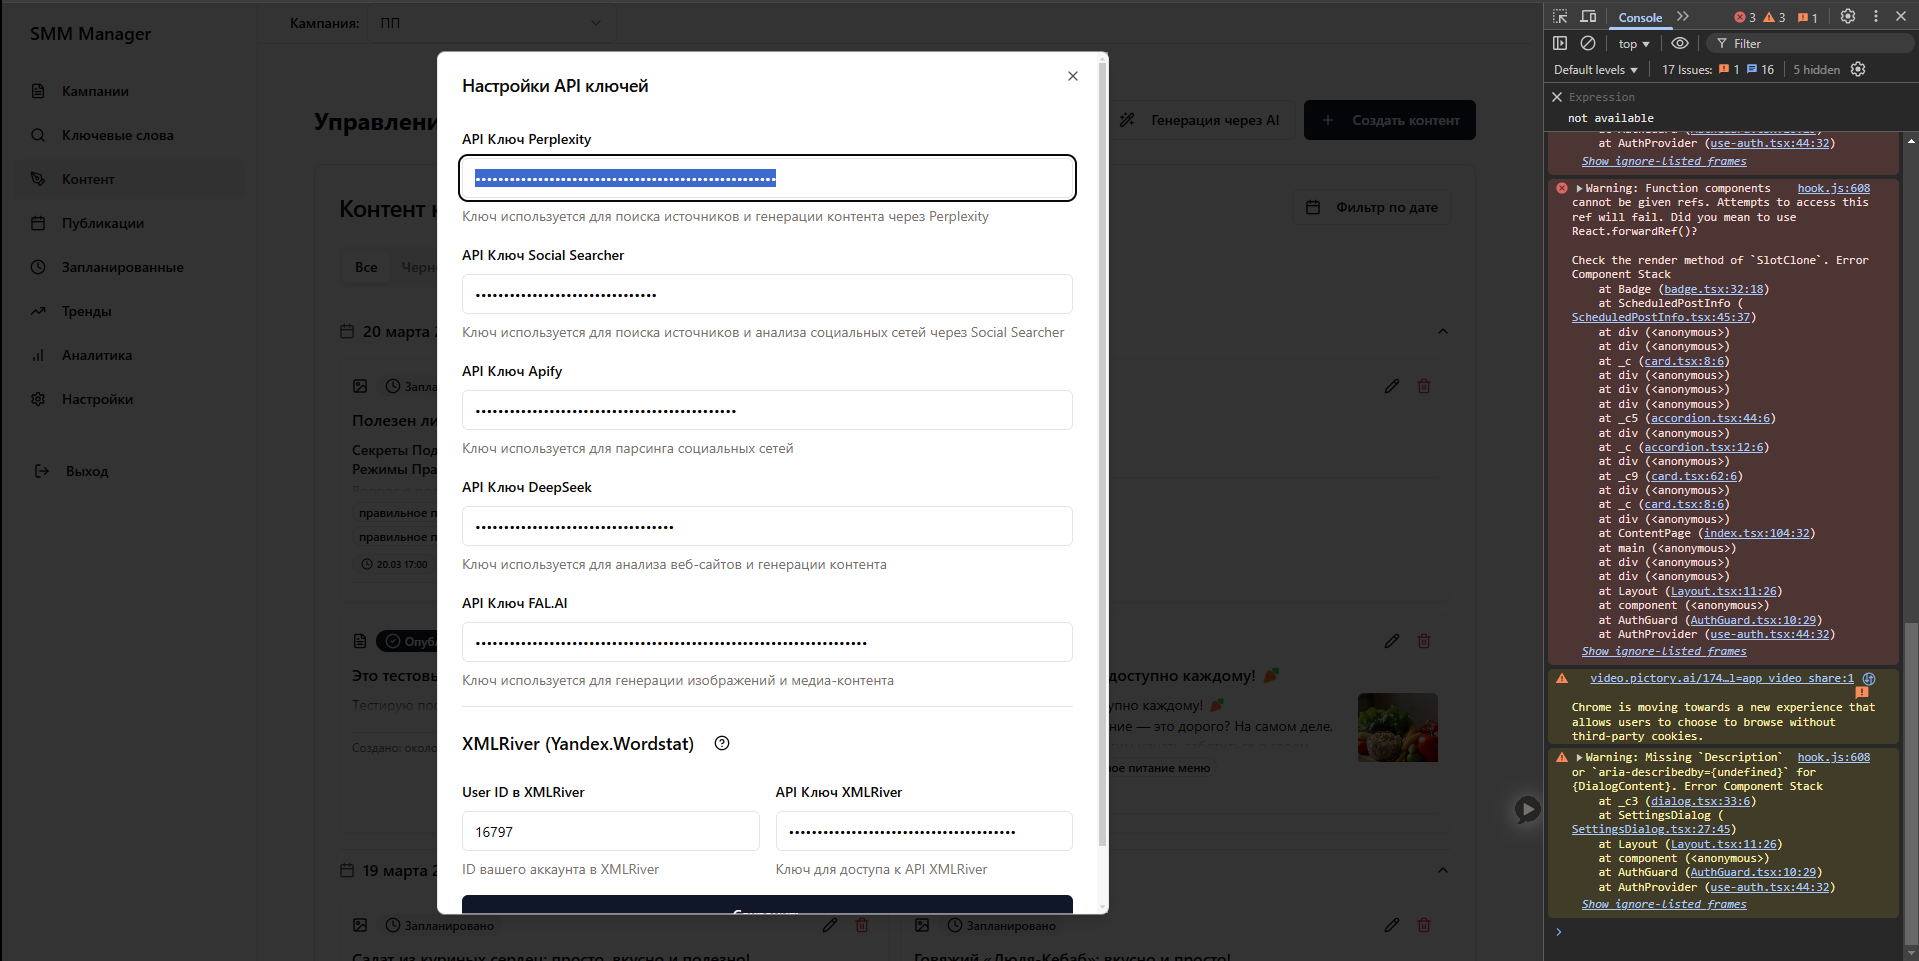 SMM Manager
Кампании
Ключевые слова
Контент
Публикации
Запланированные
Тренды
Аналитика
Настройки
Выход
Кампания:
ПП
Управлени
Генерация через AI
Создать контент
Контент
Фильтр по дате
Все
20 марта
Полезен ли
Секреты
правильное
правильное
20.03 17:00
Это
доступно каждому! 🥕
каждому! 🥕
— это дорого? На самом деле,
питание меню
19 марта
Запланировано
Запланировано
Салат из куриных сердец: просто, вкусно и полезно!
Говяжий «Люля-Кебаб»: вкусно и просто!
Настройки API ключей
API Ключ Perplexity
Ключ используется для поиска источников и генерации контента через Perplexity
API Ключ Social Searcher
Ключ используется для поиска источников и анализа социальных сетей через Social Searcher
API Ключ Apify
Ключ используется для парсинга социальных сетей
API Ключ DeepSeek
Ключ используется для анализа веб-сайтов и генерации контента
API Ключ FAL.AI
Ключ используется для генерации изображений и медиа-контента
XMLRiver (Yandex.Wordstat)
User ID в XMLRiver
API Ключ XMLRiver
16797
ID вашего аккаунта в XMLRiver
Ключ для доступа к API XMLRiver
Console
3
3
1
top
Filter
Default levels
17 Issues: 1 16
5 hidden
Expression
not available
at AuthProvider (use-auth.tsx:44:32)
Show ignore-listed frames
Warning: Function components hook.js:608
cannot be given refs. Attempts to access this
ref will fail. Did you mean to use
React.forwardRef()?
Check the render method of `SlotClone`. Error
Component Stack
at Badge (badge.tsx:32:18)
at ScheduledPostInfo (
ScheduledPostInfo.tsx:45:37)
at div (<anonymous>)
at div (<anonymous>)
at _c (card.tsx:8:6)
at div (<anonymous>)
at div (<anonymous>)
at div (<anonymous>)
at _c5 (accordion.tsx:44:6)
at div (<anonymous>)
at _c (accordion.tsx:12:6)
at div (<anonymous>)
at _c9 (card.tsx:62:6)
at div (<anonymous>)
at _c (card.tsx:8:6)
at div (<anonymous>)
at ContentPage (index.tsx:104:32)
at main (<anonymous>)
at div (<anonymous>)
at div (<anonymous>)
at Layout (Layout.tsx:11:26)
at component (<anonymous>)
at AuthGuard (AuthGuard.tsx:10:29)
at AuthProvider (use-auth.tsx:44:32)
Show ignore-listed frames
video.pictory.ai/174…l=app_video_share:1
Chrome is moving towards a new experience that
allows users to choose to browse without
third-party cookies.
Warning: Missing `Description` hook.js:608
or `aria-describedby={undefined}` for
{DialogContent}. Error Component Stack
at _c3 (dialog.tsx:33:6)
at SettingsDialog (
SettingsDialog.tsx:27:45)
at Layout (Layout.tsx:11:26)
at component (<anonymous>)
at AuthGuard (AuthGuard.tsx:10:29)
at AuthProvider (use-auth.tsx:44:32)
Show ignore-listed frames